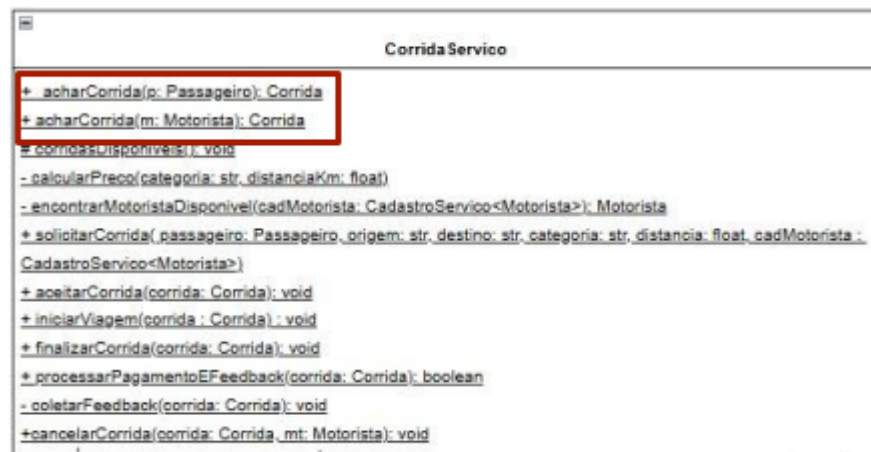 CorridaServico
+ acharCorrida(p: Passageiro): Corrida
+ acharCorrida(m: Motorista): Corrida
# corridasDisponiveis(): void
- calcularPreco(categoria: str, distanciaKm: float)
- encontrarMotoristaDisponivel(cadMotorista: CadastroServico<Motorista>): Motorista
+ solicitarCorrida( passageiro: Passageiro, origem: str, destino: str, categoria: str, distancia: float, cadMotorista :
CadastroServico<Motorista>)
+ aceitarCorrida(corrida: Corrida): void
+ iniciarViagem(corrida : Corrida) : void
+ finalizarCorrida(corrida: Corrida): void
+ processarPagamentoEFeedback(corrida: Corrida): boolean
- coletarFeedback(corrida: Corrida): void
+cancelarCorrida(corrida: Corrida, mt: Motorista): void